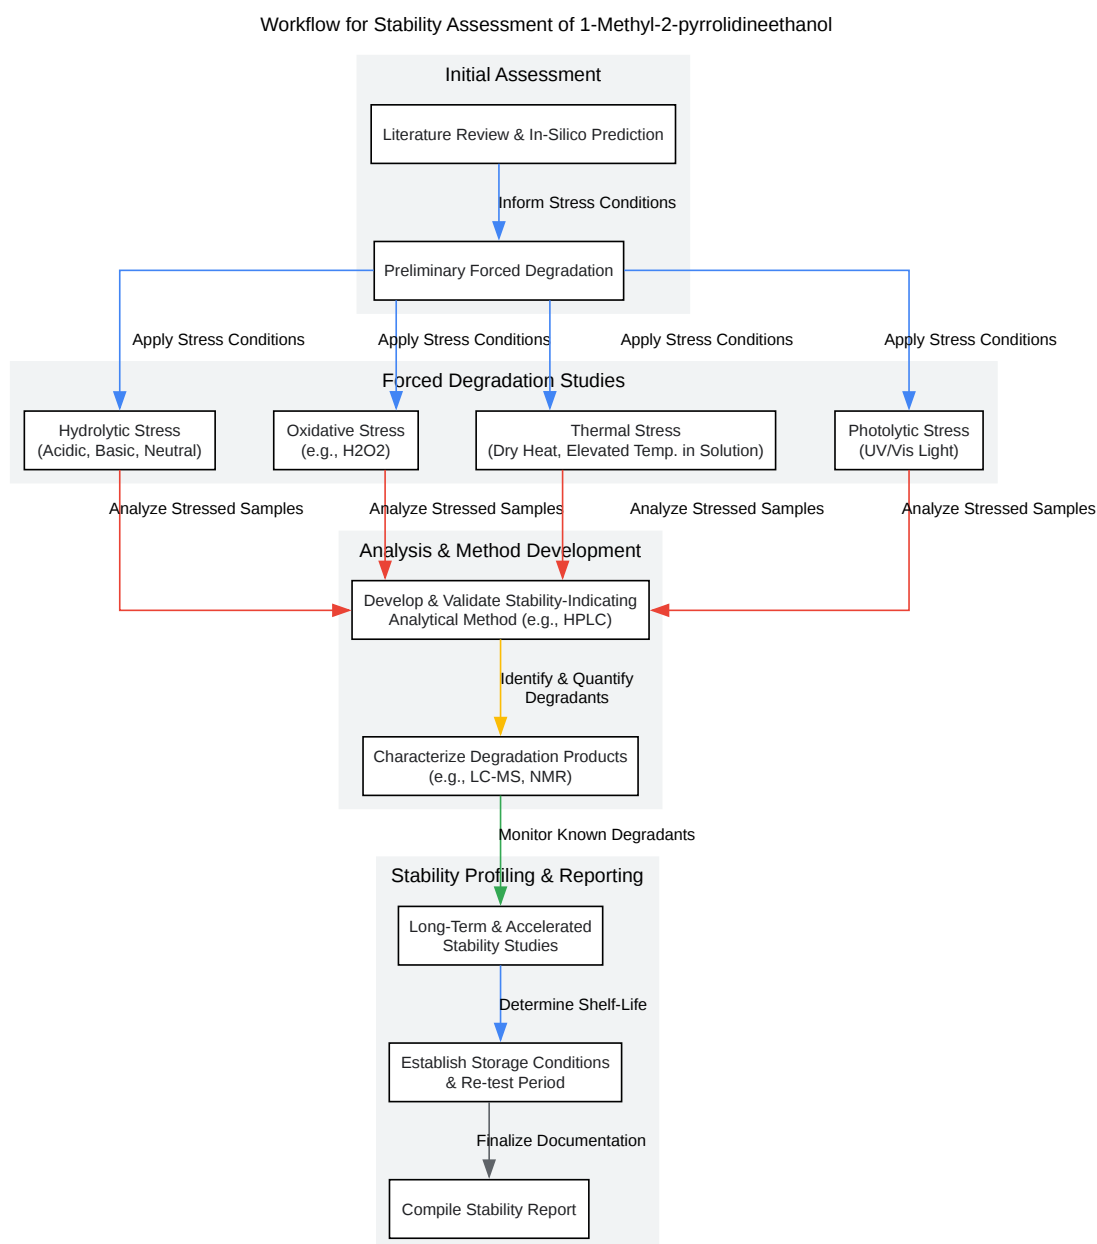 Workflow for Stability Assessment of 1-Methyl-2-pyrrolidineethanol
Initial Assessment
Literature Review & In-Silico Prediction
Inform Stress Conditions
Preliminary Forced Degradation
Apply Stress Conditions
Apply Stress Conditions
Apply Stress Conditions
Apply Stress Conditions
Forced Degradation Studies
Hydrolytic Stress
(Acidic, Basic, Neutral)
Oxidative Stress
(e.g., H2O2)
Thermal Stress
(Dry Heat, Elevated Temp. in Solution)
Photolytic Stress
(UV/Vis Light)
Analyze Stressed Samples
Analyze Stressed Samples
Analyze Stressed Samples
Analyze Stressed Samples
Analysis & Method Development
Develop & Validate Stability-Indicating
Analytical Method (e.g., HPLC)
Identify & Quantify
Degradants
Characterize Degradation Products
(e.g., LC-MS, NMR)
Monitor Known Degradants
Stability Profiling & Reporting
Long-Term & Accelerated
Stability Studies
Determine Shelf-Life
Establish Storage Conditions
& Re-test Period
Finalize Documentation
Compile Stability Report